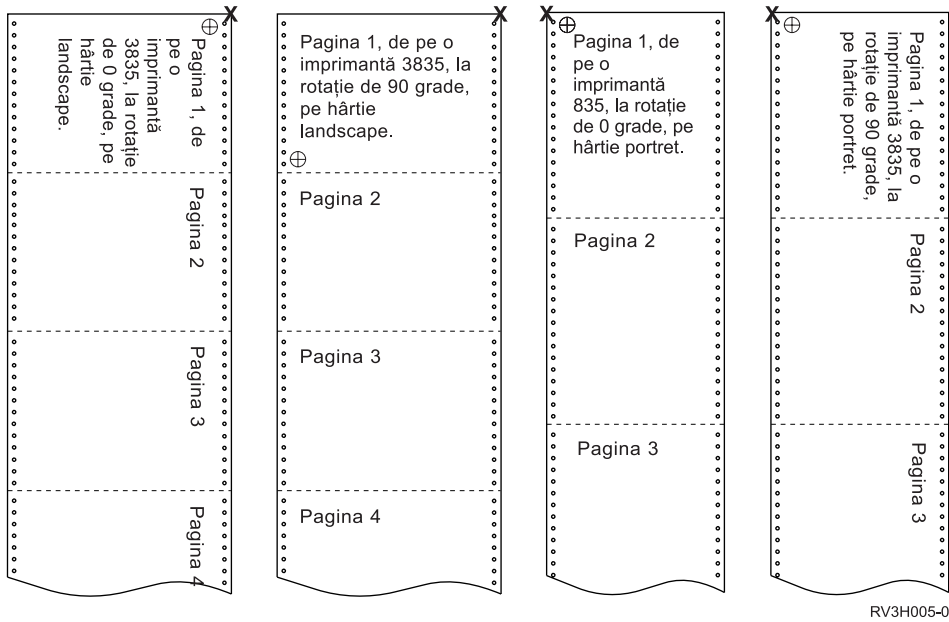 X
Pagina 1, de
pe o
imprimantă
3835, la rotație
de 0 grade, pe
hârtie
landscape.
Pagina 2
Pagina 3
Pagina 4
X
Pagina 1, de pe o
imprimantă 3835, la
rotație de 90 grade,
pe hârtie
landscape.
Pagina 2
Pagina 3
Pagina 4
X
Pagina 1, de
pe o
imprimantă
835, la rotație
de 0 grade, pe
hârtie portret.
Pagina 2
Pagina 3
X
Pagina 1, de pe o
imprimantă 3835, la
rotație de 90 grade,
pe hârtie portret.
Pagina 2
Pagina 3
RV3H005-0